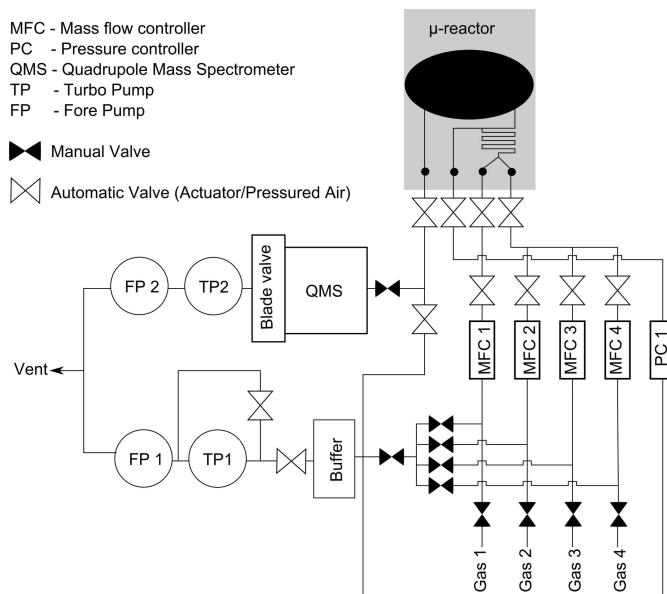 MFC - Mass flow controller
PC - Pressure controller
QMS - Quadrupole Mass Spectrometer
TP - Turbo Pump
FP - Fore Pump
Manual Valve
Automatic Valve (Actuator/Pressured Air)
μ-reactor
FP 2
TP2
Blade valve
QMS
MFC 1
MFC 2
MFC 3
MFC 4
PC 1
Vent
FP 1
TP1
Buffer
Gas 1
Gas 2
Gas 3
Gas 4